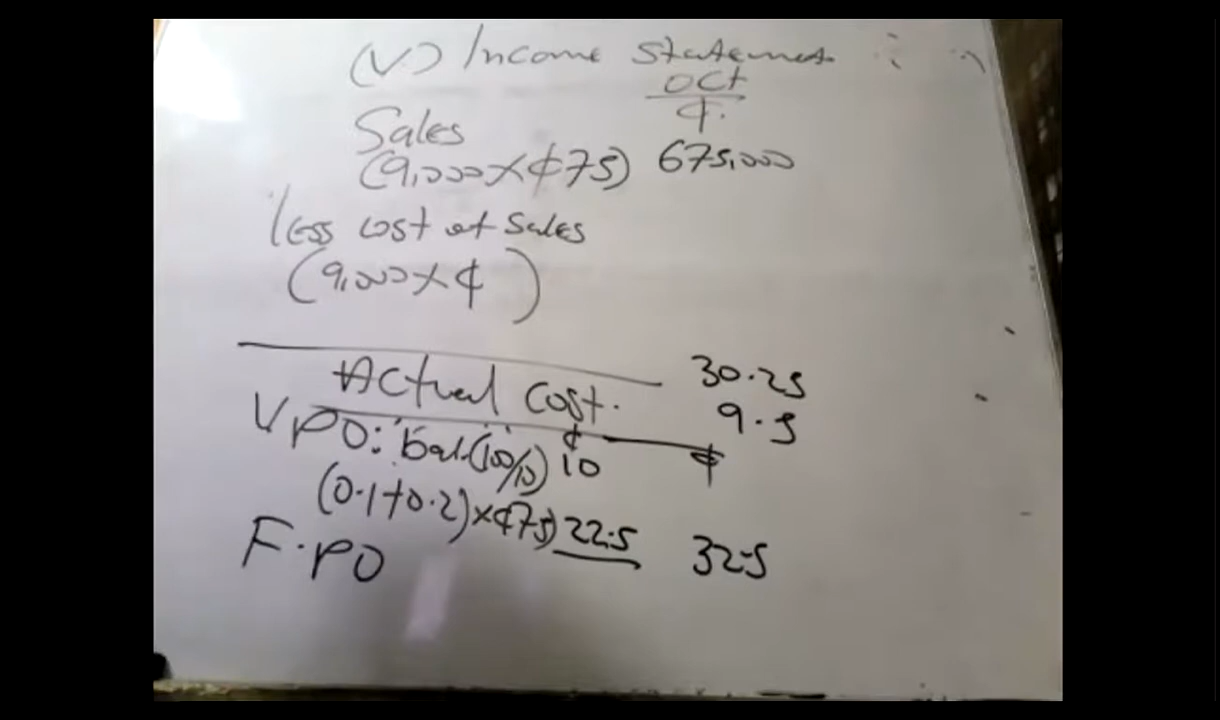 (V) Income Statement
Oct
¢
Sales
(9,000 x ¢75) 675,000
less cost of sales
(9,000 x ¢ )
30.25
Actual Cost.
9.5
VPO: bal.(100/10) ¢ 10 ¢
(0.1+0.2) x ¢75) 22.5 32.5
F.PO